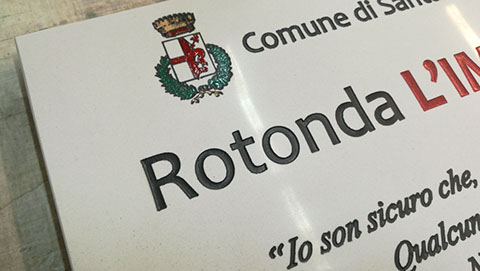 Comune di Sant
Rotonda L'IN
"Io son sicuro che,
Qualcun